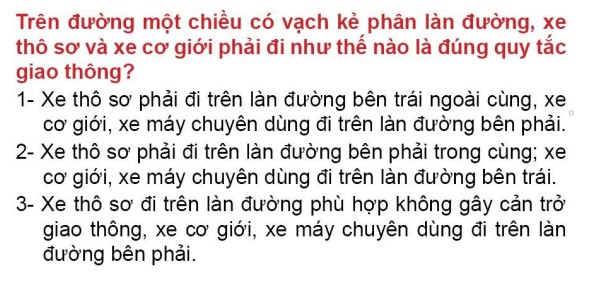 Trên đường một chiều có vạch kẻ phân làn đường, xe
thô sơ và xe cơ giới phải đi như thế nào là đúng quy tắc
giao thông?
1- Xe thô sơ phải đi trên làn đường bên trái ngoài cùng, xe
cơ giới, xe máy chuyên dùng đi trên làn đường bên phải.
2- Xe thô sơ phải đi trên làn đường bên phải trong cùng; xe
cơ giới, xe máy chuyên dùng đi trên làn đường bên trái.
3- Xe thô sơ đi trên làn đường phù hợp không gây cản trở
giao thông, xe cơ giới, xe máy chuyên dùng đi trên làn
đường bên phải.